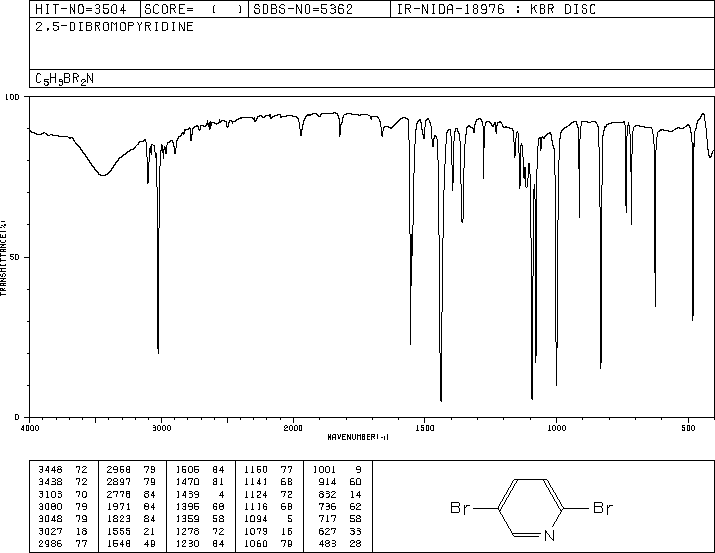 HIT-NO=3504 SCORE= ( ) SDBS-NO=5362 IR-NIDA-18976 : KBR DISC
2,5-DIBROMOPYRIDINE
C₅H₃BR₂N
100
50
0
TRANSMITTANCE(%)
4000 3000 2000 1500 1000 500
WAVENUMBER(-1)
3448 72 2968 79 1506 84 1160 77 1001 9
3438 72 2897 79 1470 81 1141 68 914 60
3103 70 2778 84 1439 4 1124 72 832 14
3080 79 1971 84 1395 68 1116 68 736 62
3048 79 1823 84 1359 58 1094 5 717 58
3027 18 1555 21 1278 72 1079 16 627 33
2986 77 1548 49 1230 84 1060 79 483 28
Br Br
N